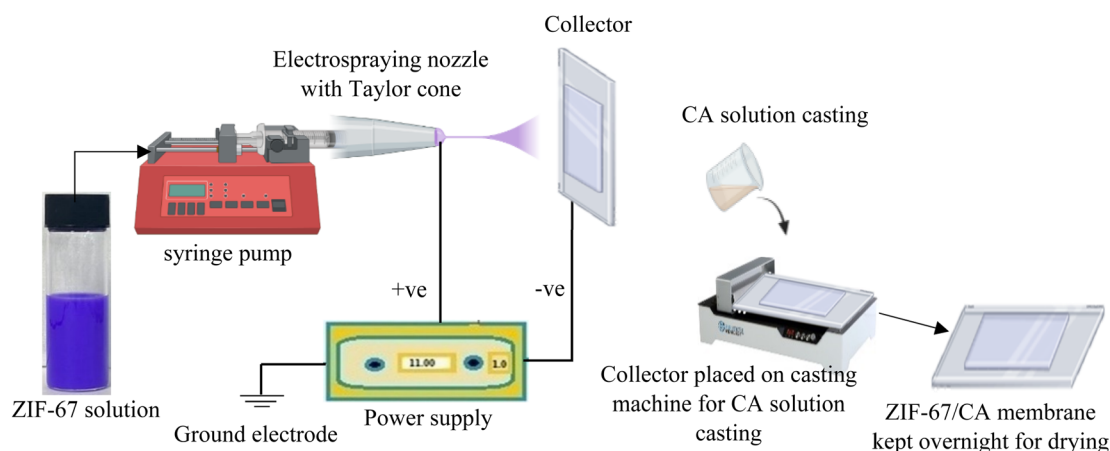 Collector
Electrospraying nozzle
with Taylor cone
CA solution casting
syringe pump
+ve
-ve
11.00
1.0
ZIF-67 solution
Ground electrode
Power supply
Collector placed on casting
machine for CA solution
casting
ZIF-67/CA membrane
kept overnight for drying